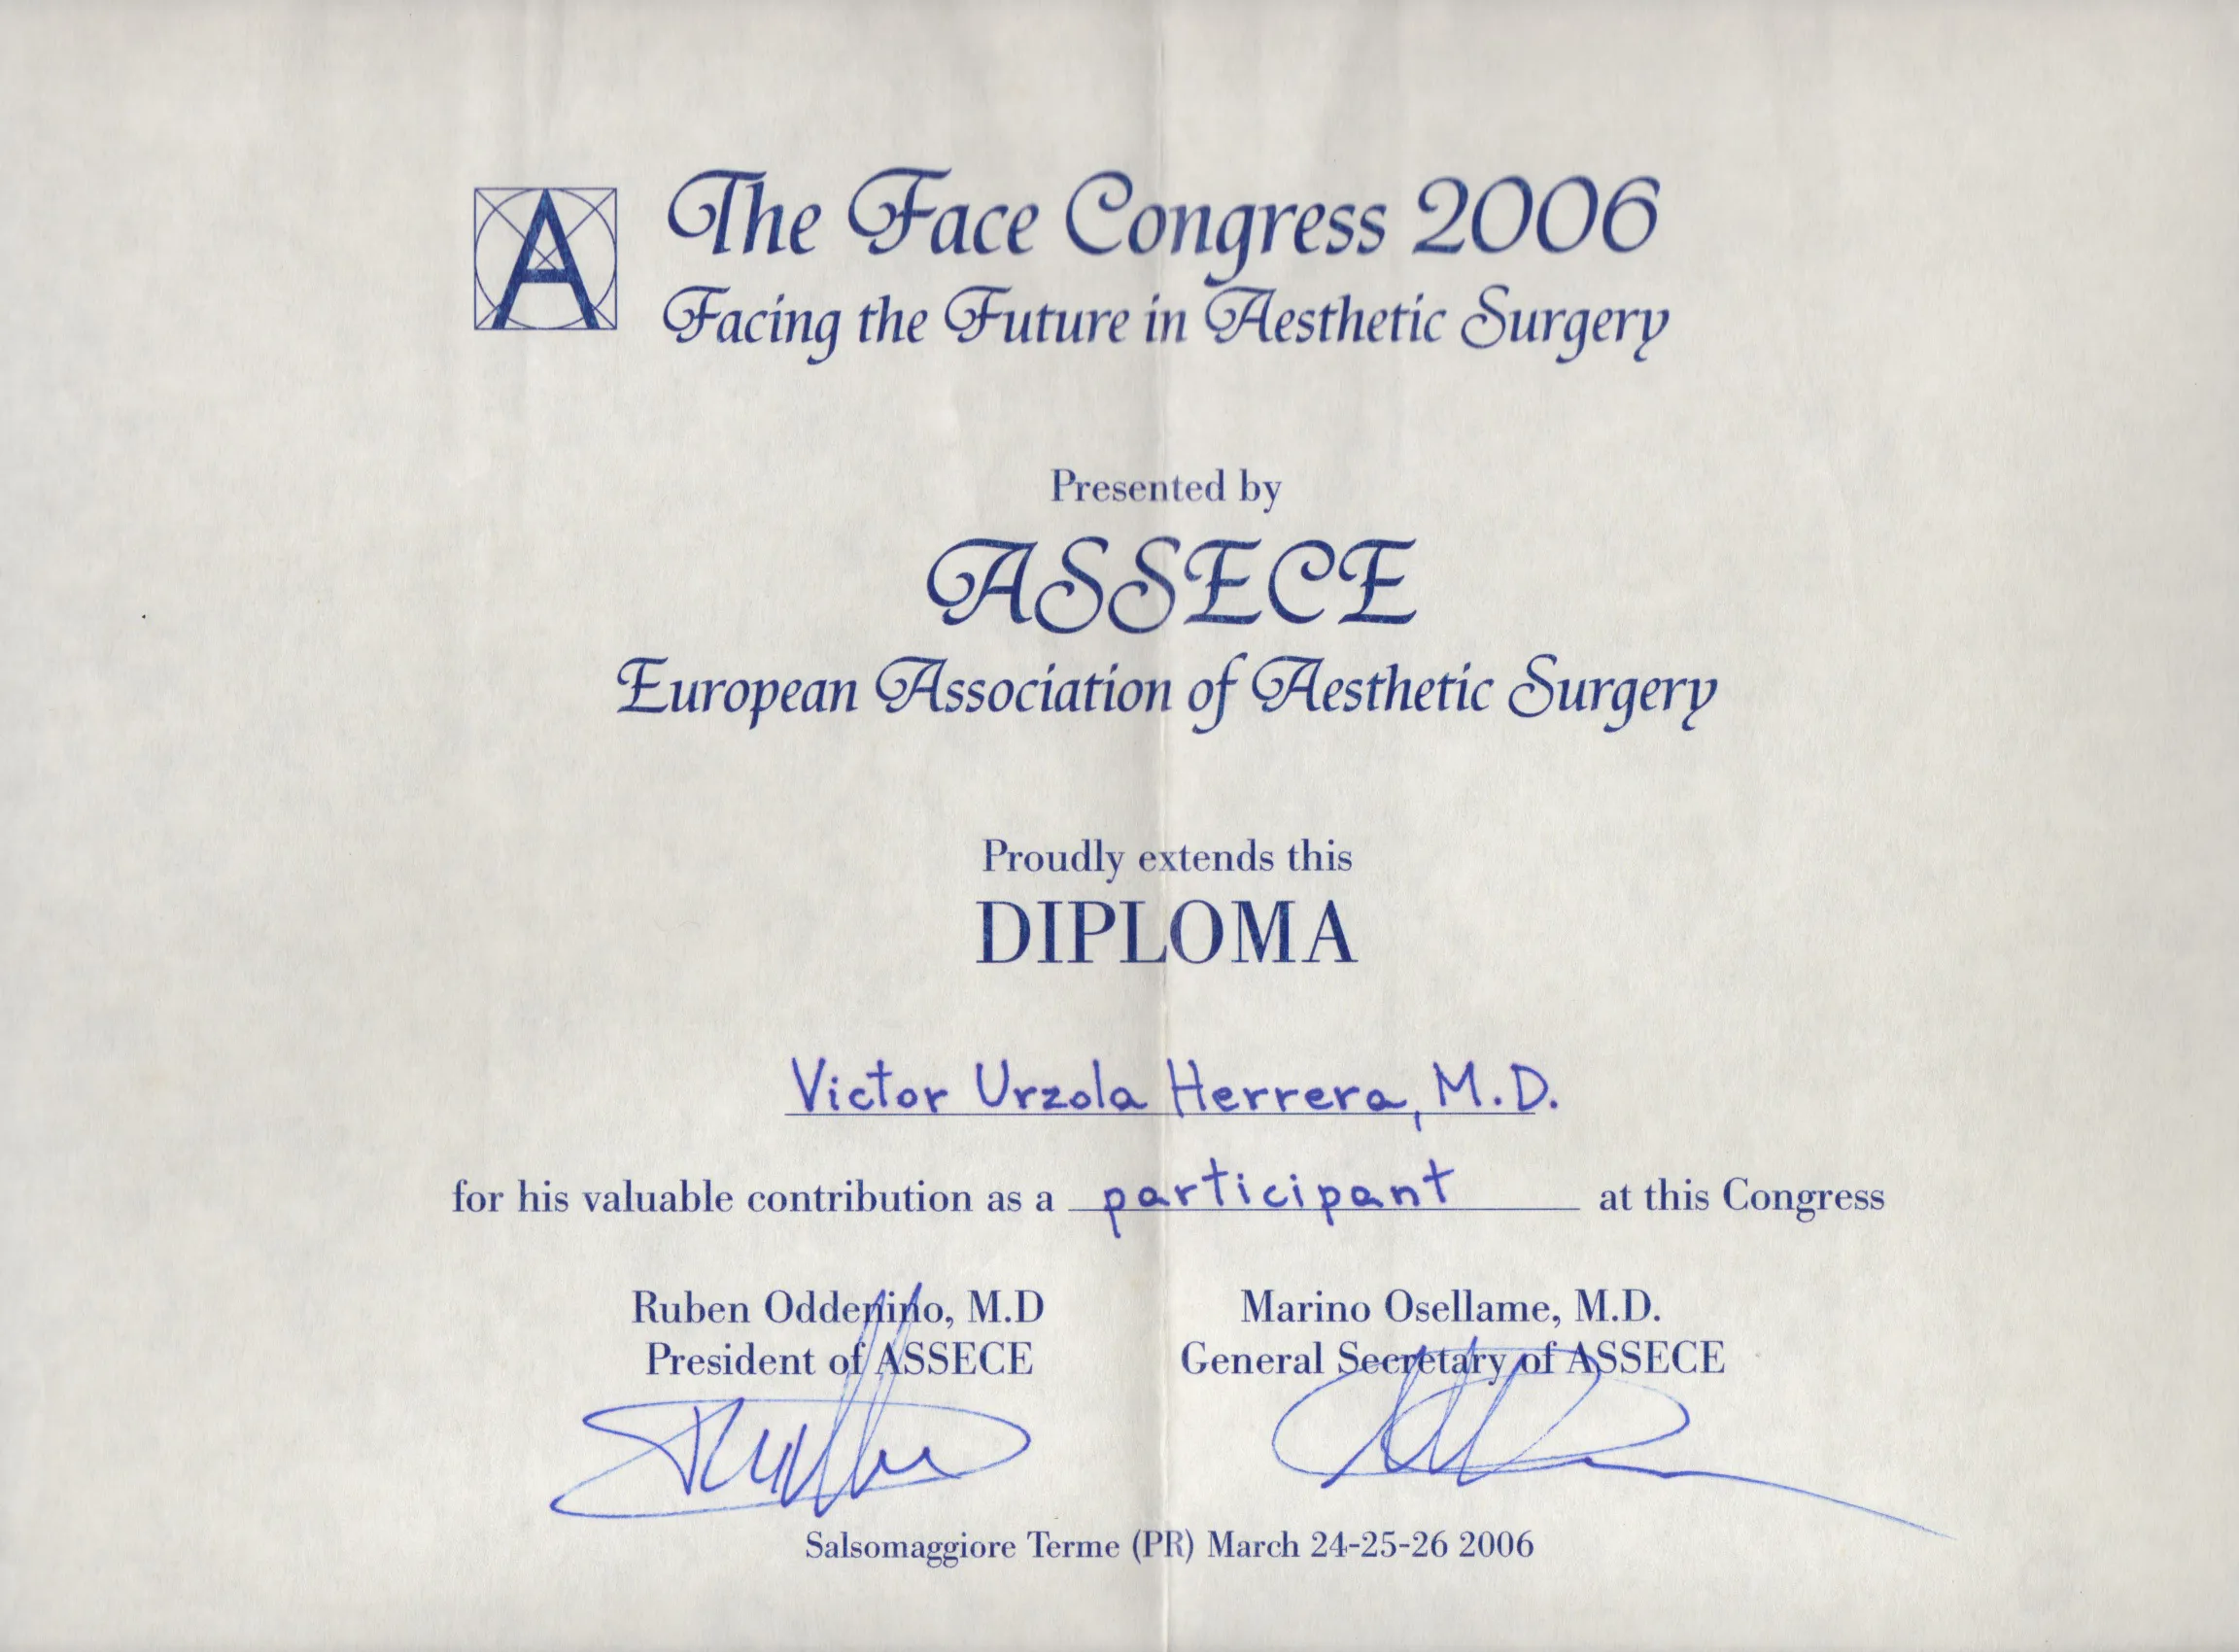 A
The Face Congress 2006
Facing the Future in Aesthetic Surgery
Presented by
ASSECE
European Association of Aesthetic Surgery
Proudly extends this
DIPLOMA
Victor Urzola Herrera, M.D.
for his valuable contribution as a participant at this Congress
Ruben Oddenino, M.D
President of ASSECE
Marino Osellame, M.D.
General Secretary of ASSECE
Salsomaggiore Terme (PR) March 24-25-26 2006